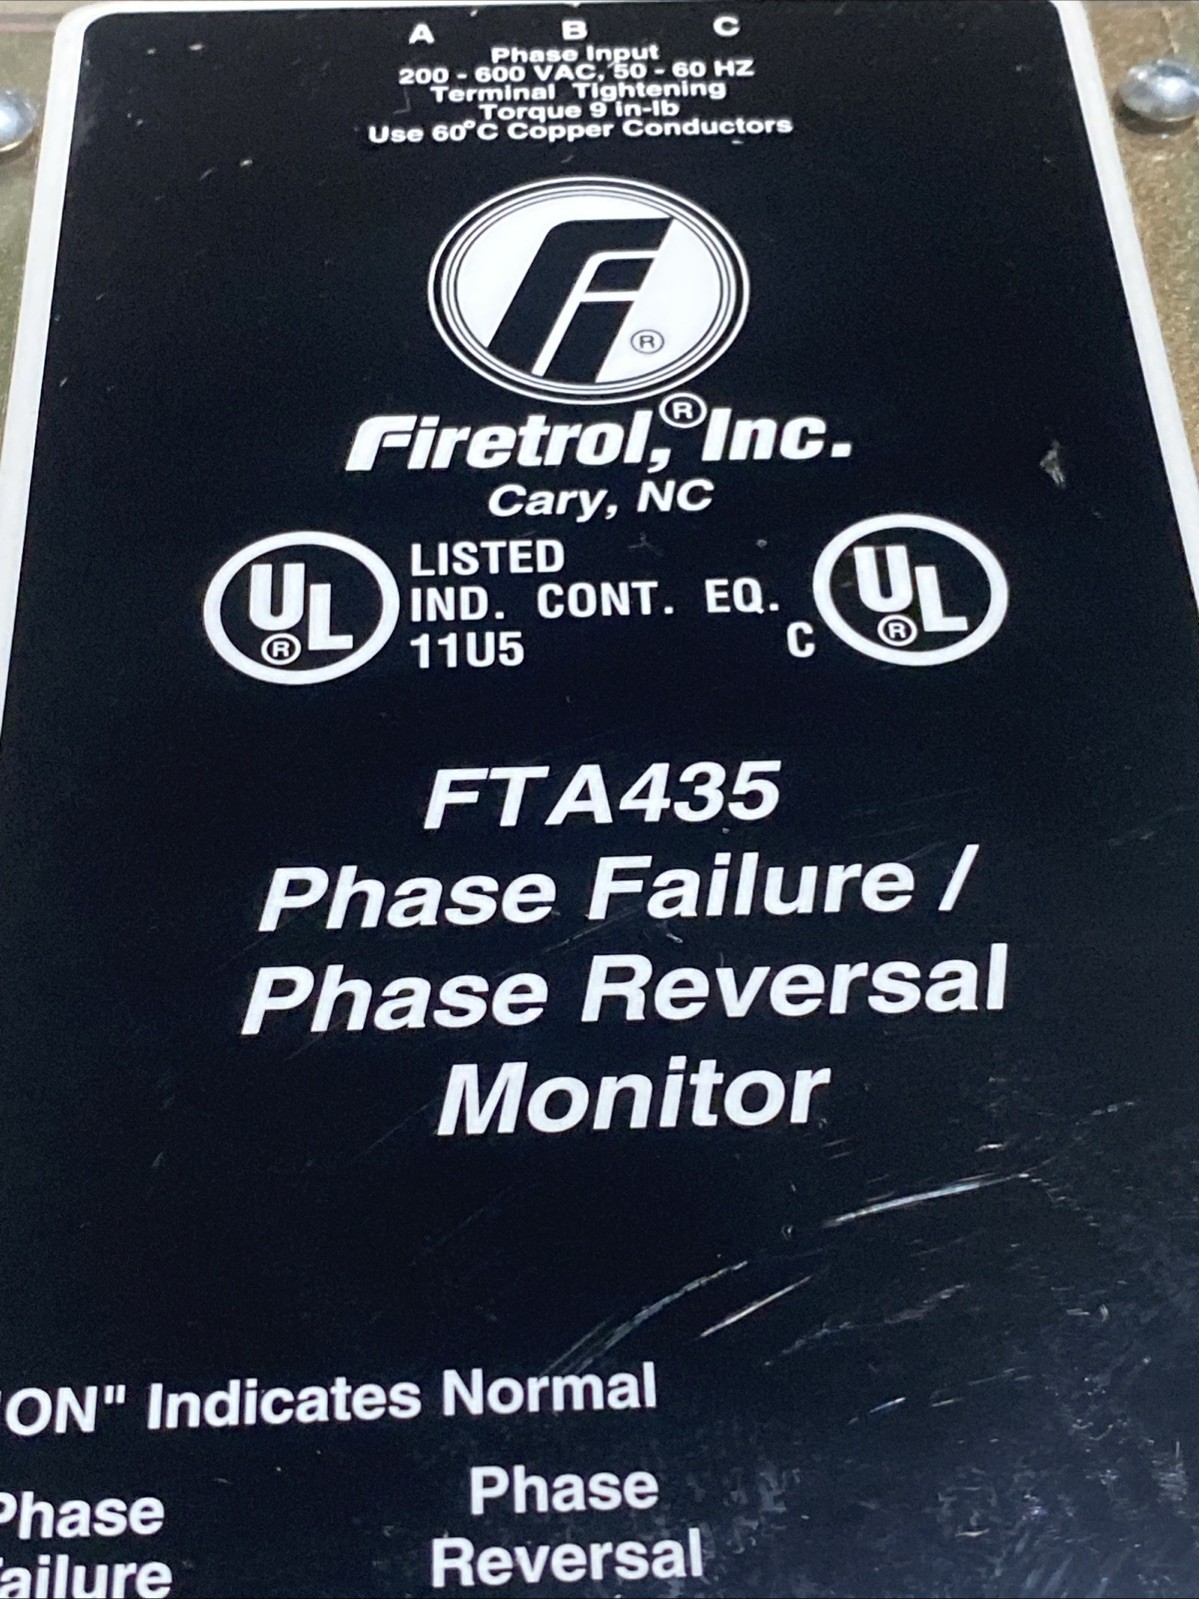 A B C
Phase Input
200 - 600 VAC, 50 - 60 HZ
Terminal Tightening
Torque 9 In-lb
Use 60°C Copper Conductors
®
Firetrol,® Inc.
Cary, NC
UL® LISTED
IND. CONT. EQ.
11U5 C UL®
FTA435
Phase Failure /
Phase Reversal
Monitor
"ON" Indicates Normal
Phase Phase
Failure Reversal